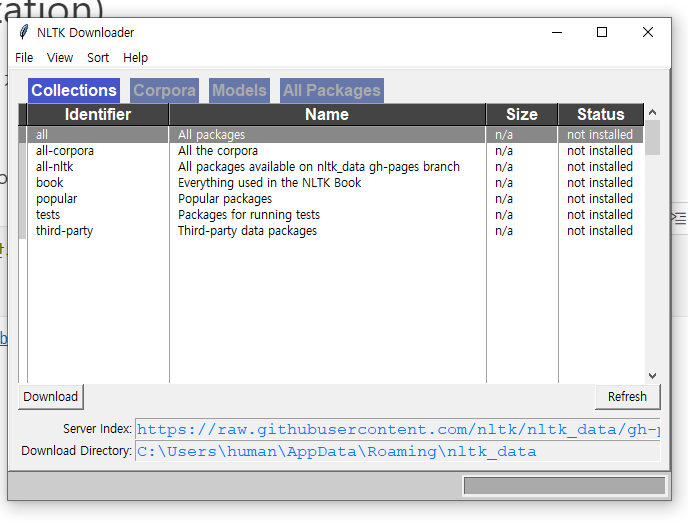 zation)
NLTK Downloader
File View Sort Help
Collections Corpora Models All Packages
Identifier Name Size Status
all All packages n/a not installed
all-corpora All the corpora n/a not installed
all-nltk All packages available on nltk_data gh-pages branch n/a not installed
book Everything used in the NLTK Book n/a not installed
popular Popular packages n/a not installed
tests Packages for running tests n/a not installed
third-party Third-party data packages n/a not installed
Download Refresh
Server Index: https://raw.githubusercontent.com/nltk/nltk_data/gh-p
Download Directory: C:\Users\human\AppData\Roaming\nltk_data